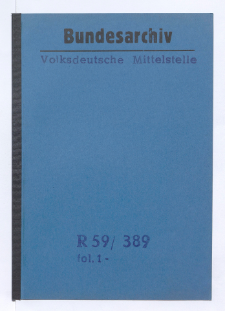 Bundesarchiv
Volksdeutsche Mittelstelle
R 59/ 389
fol. 1 -